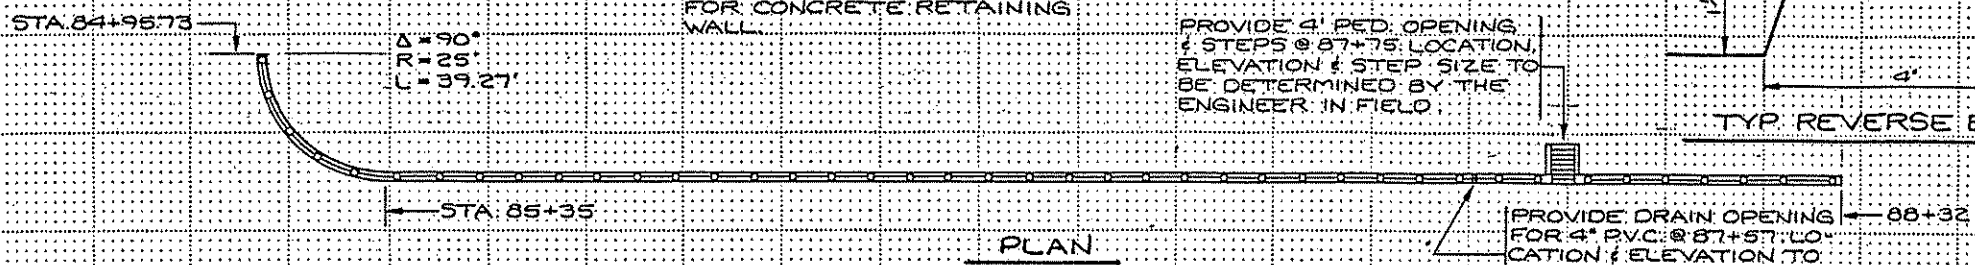 STA.84+95.73
Δ = 90°
R = 25'
L = 39.27'
FOR CONCRETE RETAINING
WALL.
PROVIDE 4' PED. OPENING
& STEPS @ 87+75. LOCATION,
ELEVATION & STEP SIZE TO
BE DETERMINED BY THE
ENGINEER IN FIELD
4"
TYP. REVERSE
STA. 85+35
PLAN
PROVIDE DRAIN OPENING
FOR 4" P.V.C. @ 87+57. LO-
CATION & ELEVATION TO
88+32